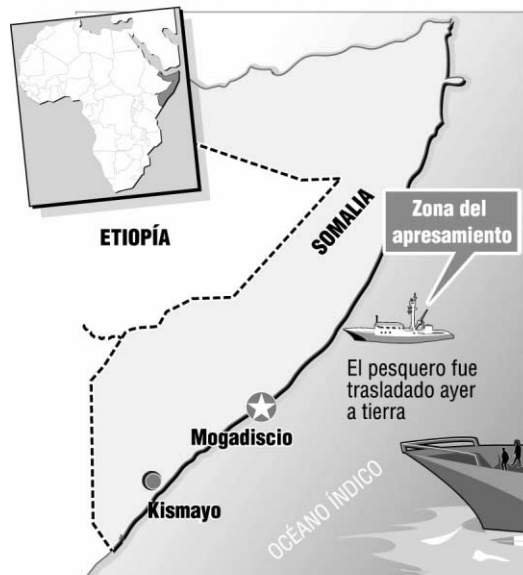 ETIOPÍA
SOMALIA
Zona del
apresamiento
El pesquero fue
trasladado ayer
a tierra
Mogadiscio
Kismayo
OCÉANO ÍNDICO